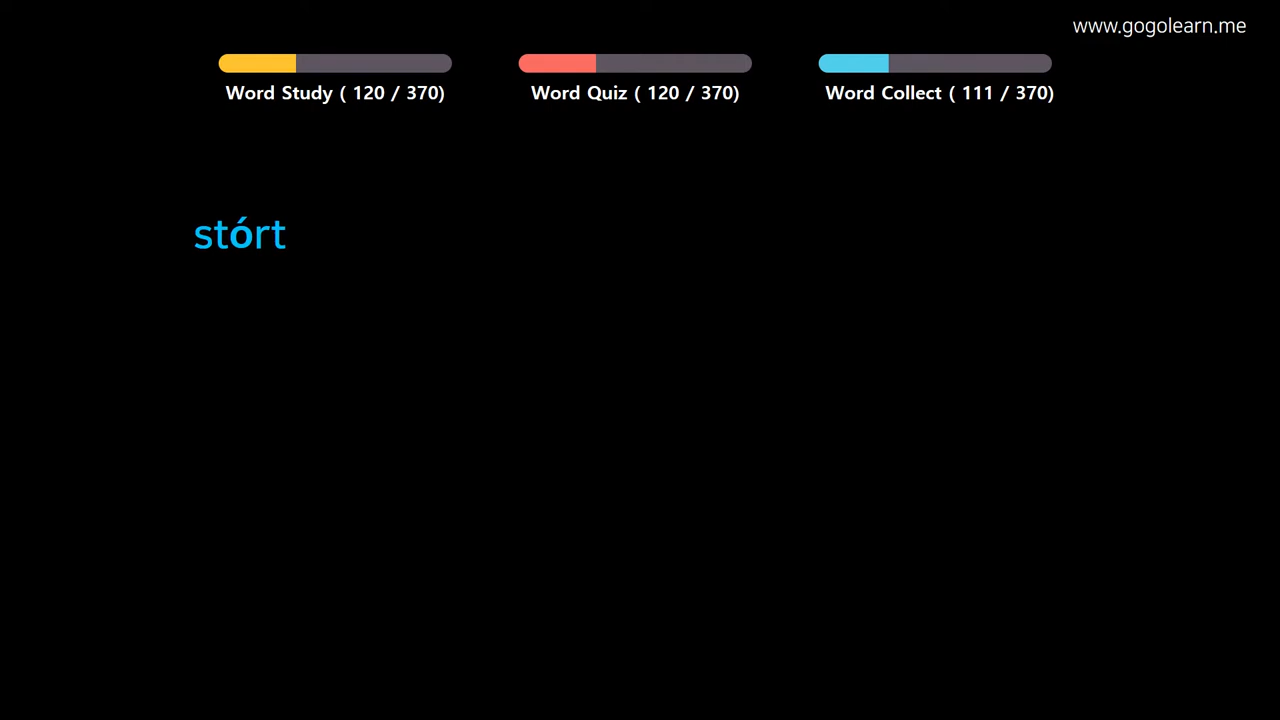 www.gogolearn.me
Word Study ( 120 / 370)
Word Quiz ( 120 / 370)
Word Collect ( 111 / 370)
stórt